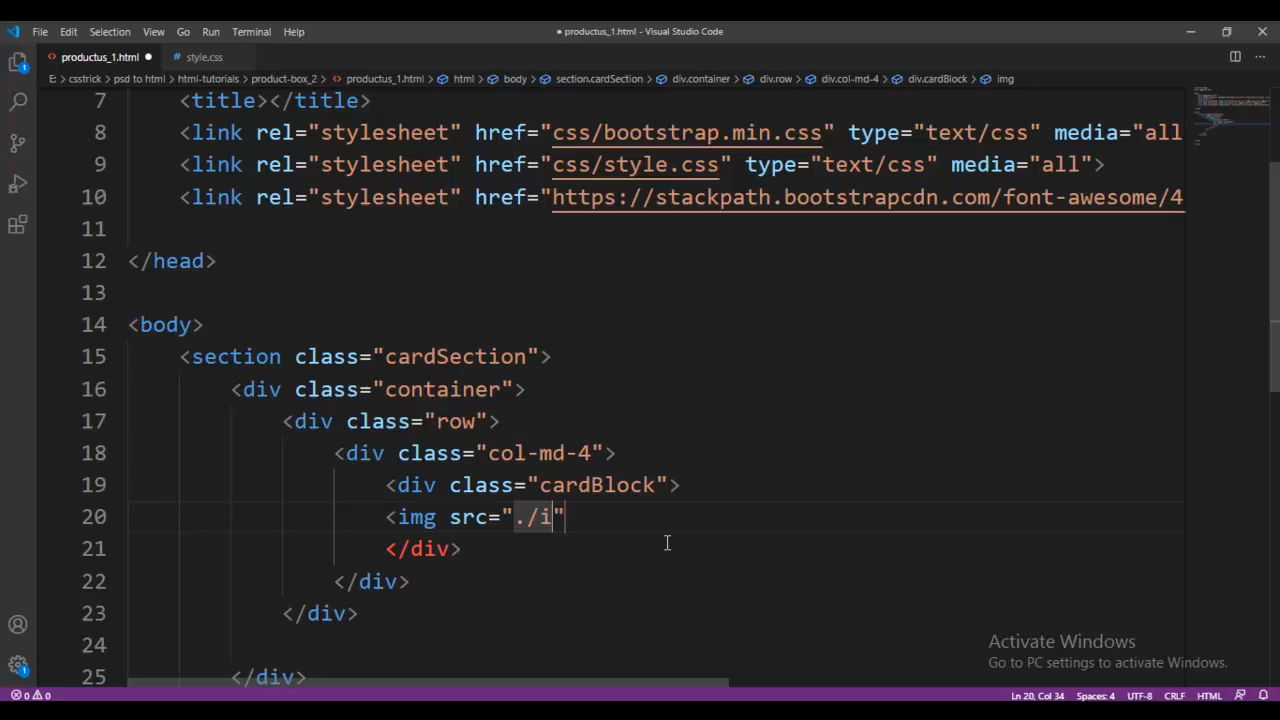 File Edit Selection View Go Run Terminal Help
● productus_1.html - Visual Studio Code
<> productus_1.html ● # style.css
E: > csstrick > psd to html > html-tutorials > product-box_2 > <> productus_1.html > html > body > section.cardSection > div.container > div.row > div.col-md-4 > div.cardBlock > img
7 <title></title>
8 <link rel="stylesheet" href="css/bootstrap.min.css" type="text/css" media="all
9 <link rel="stylesheet" href="css/style.css" type="text/css" media="all">
10 <link rel="stylesheet" href="https://stackpath.bootstrapcdn.com/font-awesome/4
11
12 </head>
13
14 <body>
15 <section class="cardSection">
16 <div class="container">
17 <div class="row">
18 <div class="col-md-4">
19 <div class="cardBlock">
20 <img src="./i"
21 </div>
22 </div>
23 </div>
24
25 </div>
Activate Windows
Go to PC settings to activate Windows.
1
1
0 0 Ln 20, Col 34 Spaces: 4 UTF-8 CRLF HTML